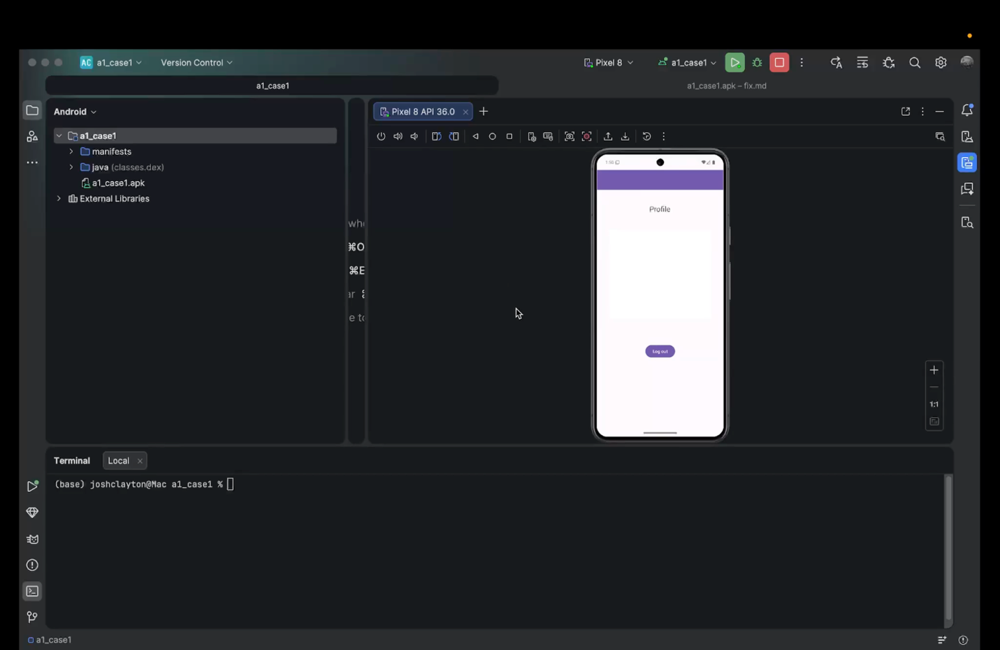 AC a1_case1 Version Control Pixel 8 a1_case1
a1_case1 a1_case1.apk – fix.md
Android
a1_case1
manifests
java (classes.dex)
a1_case1.apk
External Libraries
⌘O
⌘E
Pixel 8 API 36.0
1:50
Profile
Log out
1:1
Terminal Local
(base) joshclayton@Mac a1_case1 %
a1_case1